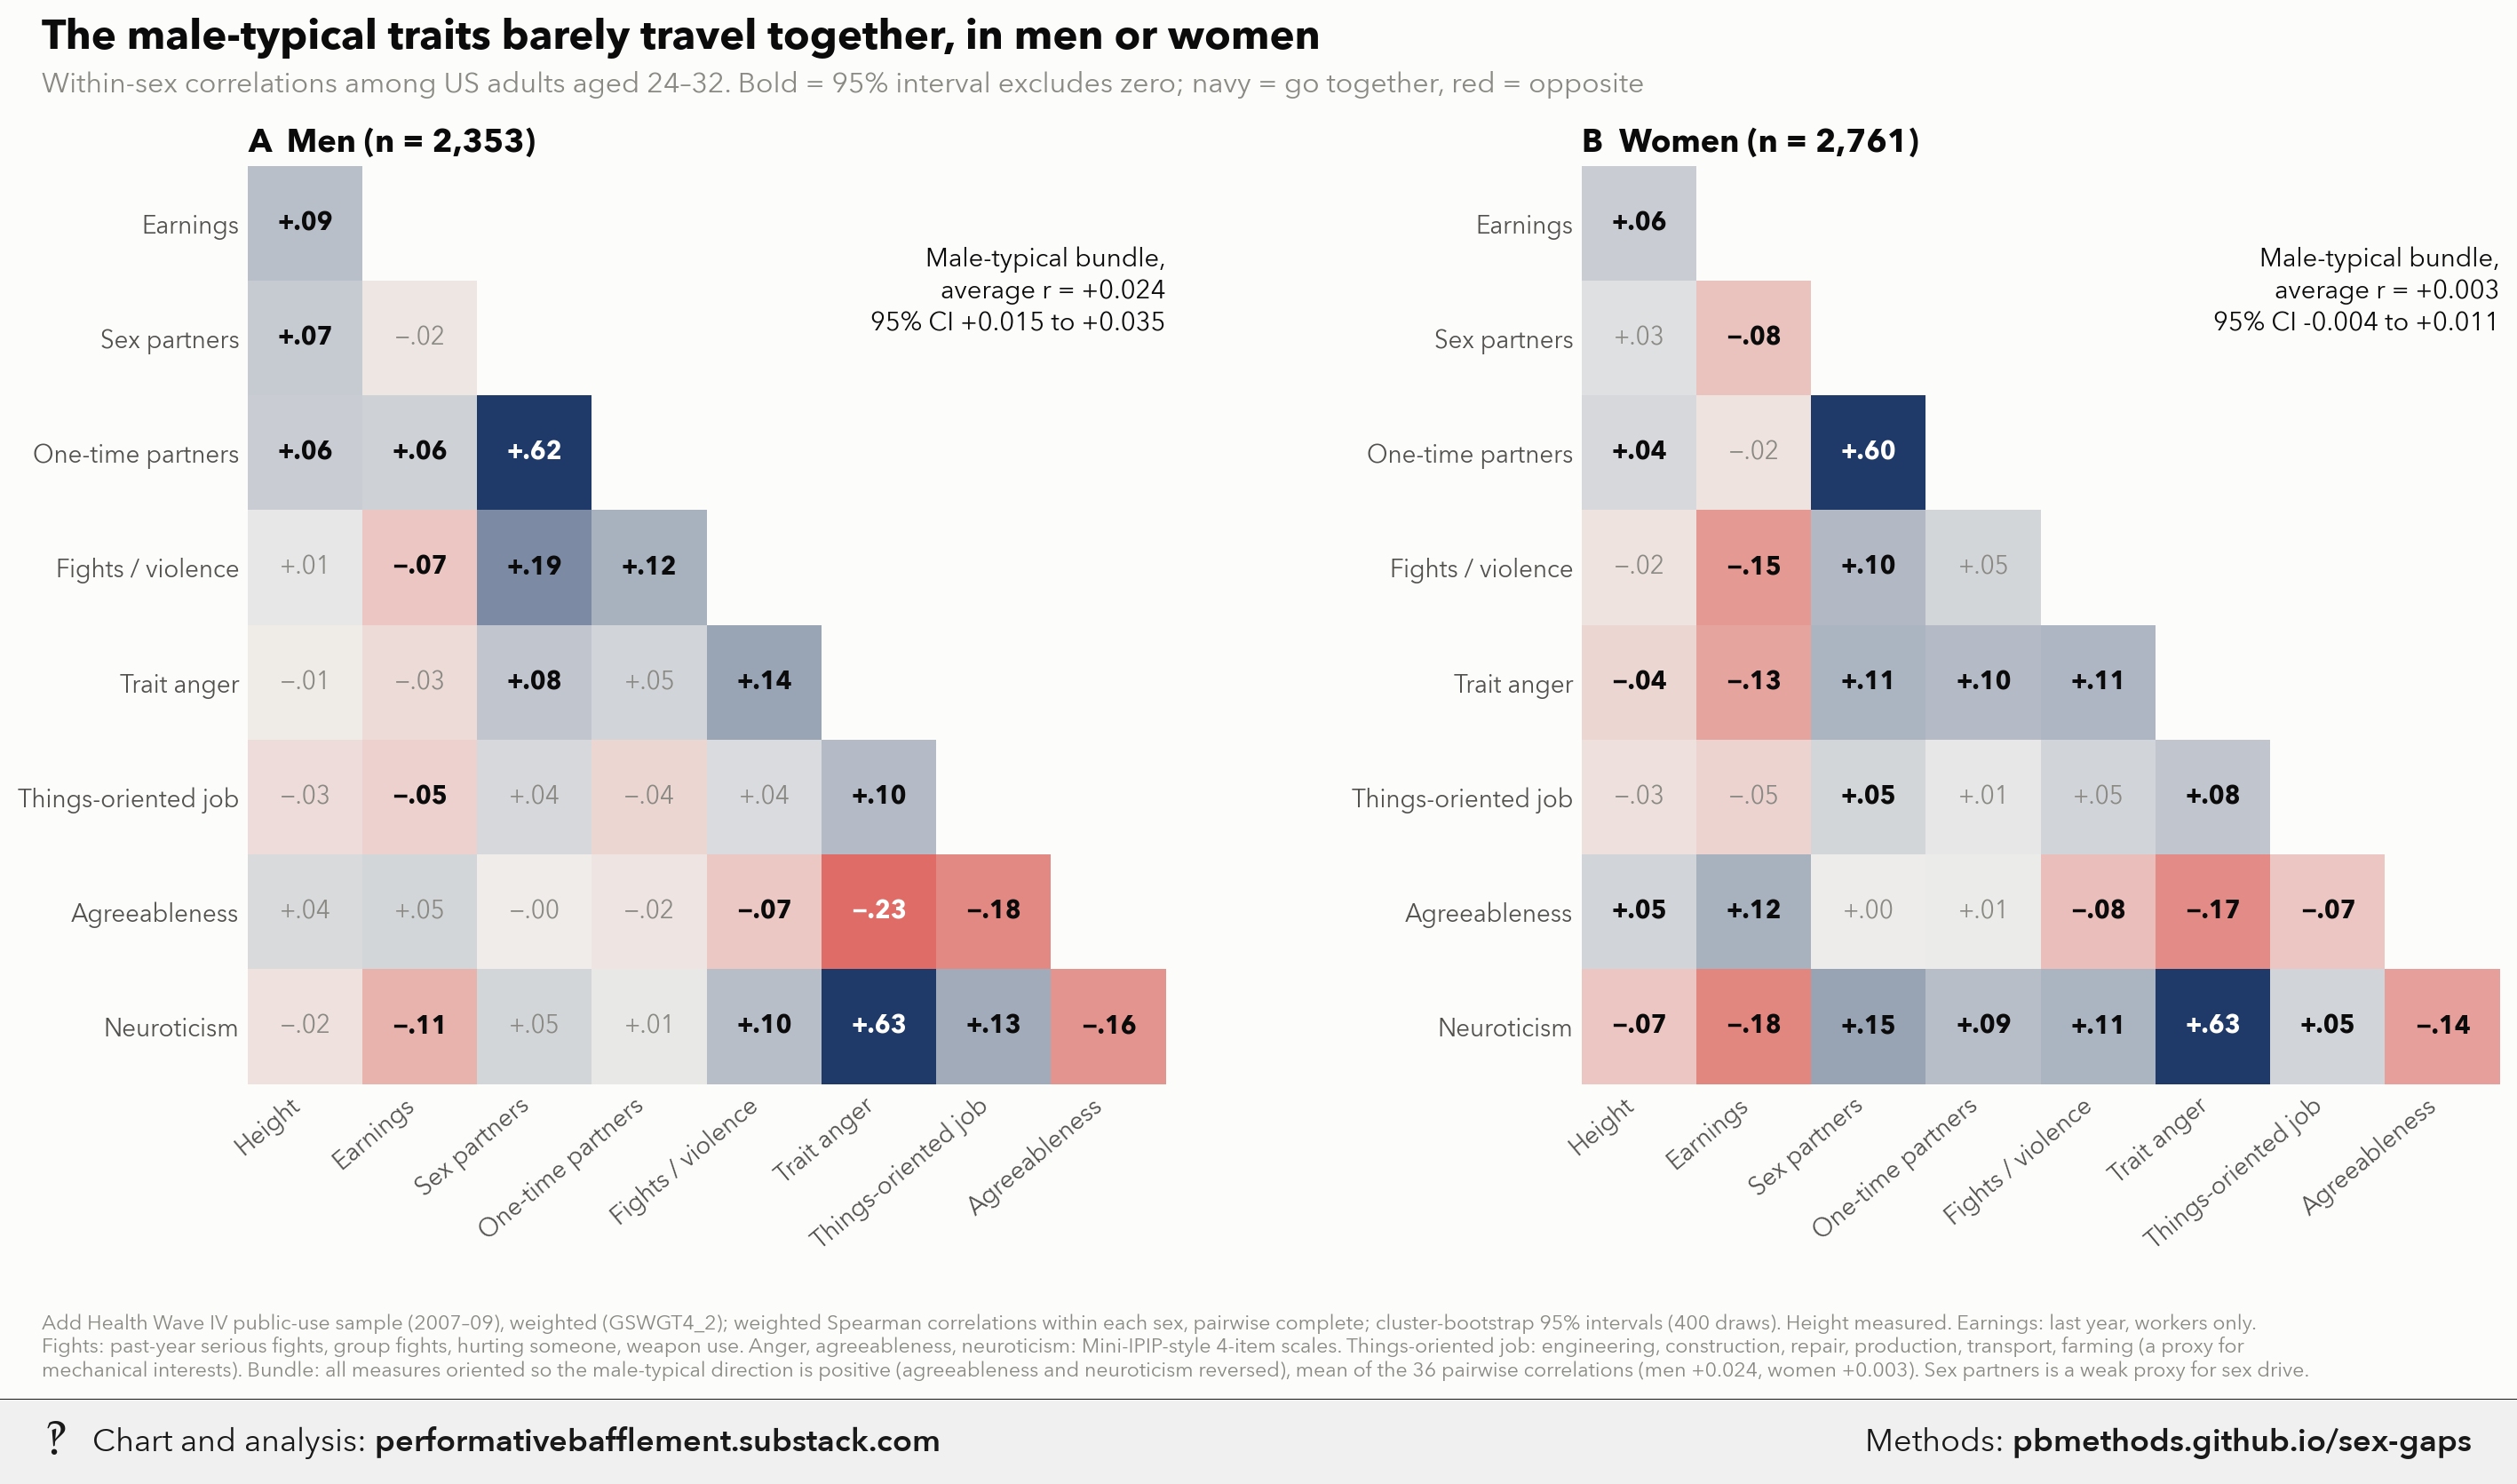 The male-typical traits barely travel together, in men or women
Within-sex correlations among US adults aged 24–32. Bold = 95% interval excludes zero; navy = go together, red = opposite
A Men (n = 2,353)
Earnings +.09
Male-typical bundle,
average r = +0.024
95% CI +0.015 to +0.035
Sex partners +.07 –.02
One-time partners +.06 +.06 +.62
Fights / violence +.01 –.07 +.19 +.12
Trait anger –.01 –.03 +.08 +.05 +.14
Things-oriented job –.03 –.05 +.04 –.04 +.04 +.10
Agreeableness +.04 +.05 –.00 –.02 –.07 –.23 –.18
Neuroticism –.02 –.11 +.05 +.01 +.10 +.63 +.13 –.16
Height
Earnings
Sex partners
One-time partners
Fights / violence
Trait anger
Things-oriented job
Agreeableness
B Women (n = 2,761)
Earnings +.06
Male-typical bundle,
average r = +0.003
95% CI -0.004 to +0.011
Sex partners +.03 –.08
One-time partners +.04 –.02 +.60
Fights / violence –.02 –.15 +.10 +.05
Trait anger –.04 –.13 +.11 +.10 +.11
Things-oriented job –.03 –.05 +.05 +.01 +.05 +.08
Agreeableness +.05 +.12 +.00 +.01 –.08 –.17 –.07
Neuroticism –.07 –.18 +.15 +.09 +.11 +.63 +.05 –.14
Height
Earnings
Sex partners
One-time partners
Fights / violence
Trait anger
Things-oriented job
Agreeableness
Add Health Wave IV public-use sample (2007–09), weighted (GSWGT4_2); weighted Spearman correlations within each sex, pairwise complete; cluster-bootstrap 95% intervals (400 draws). Height measured. Earnings: last year, workers only.
Fights: past-year serious fights, group fights, hurting someone, weapon use. Anger, agreeableness, neuroticism: Mini-IPIP-style 4-item scales. Things-oriented job: engineering, construction, repair, production, transport, farming (a proxy for
mechanical interests). Bundle: all measures oriented so the male-typical direction is positive (agreeableness and neuroticism reversed), mean of the 36 pairwise correlations (men +0.024, women +0.003). Sex partners is a weak proxy for sex drive.
‽ Chart and analysis: performativebafflement.substack.com
Methods: pbmethods.github.io/sex-gaps